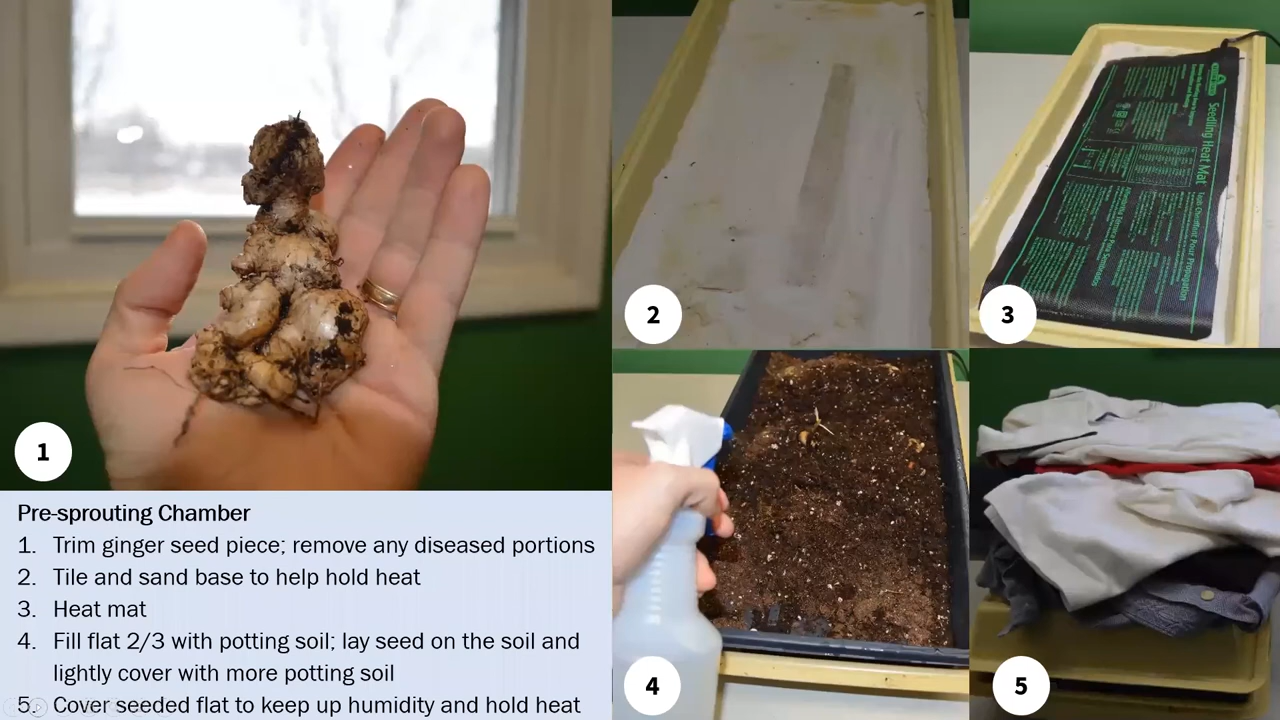 1
2
3
Seedling Heat Mat
4
5
Pre-sprouting Chamber
1. Trim ginger seed piece; remove any diseased portions
2. Tile and sand base to help hold heat
3. Heat mat
4. Fill flat 2/3 with potting soil; lay seed on the soil and
lightly cover with more potting soil
5. Cover seeded flat to keep up humidity and hold heat